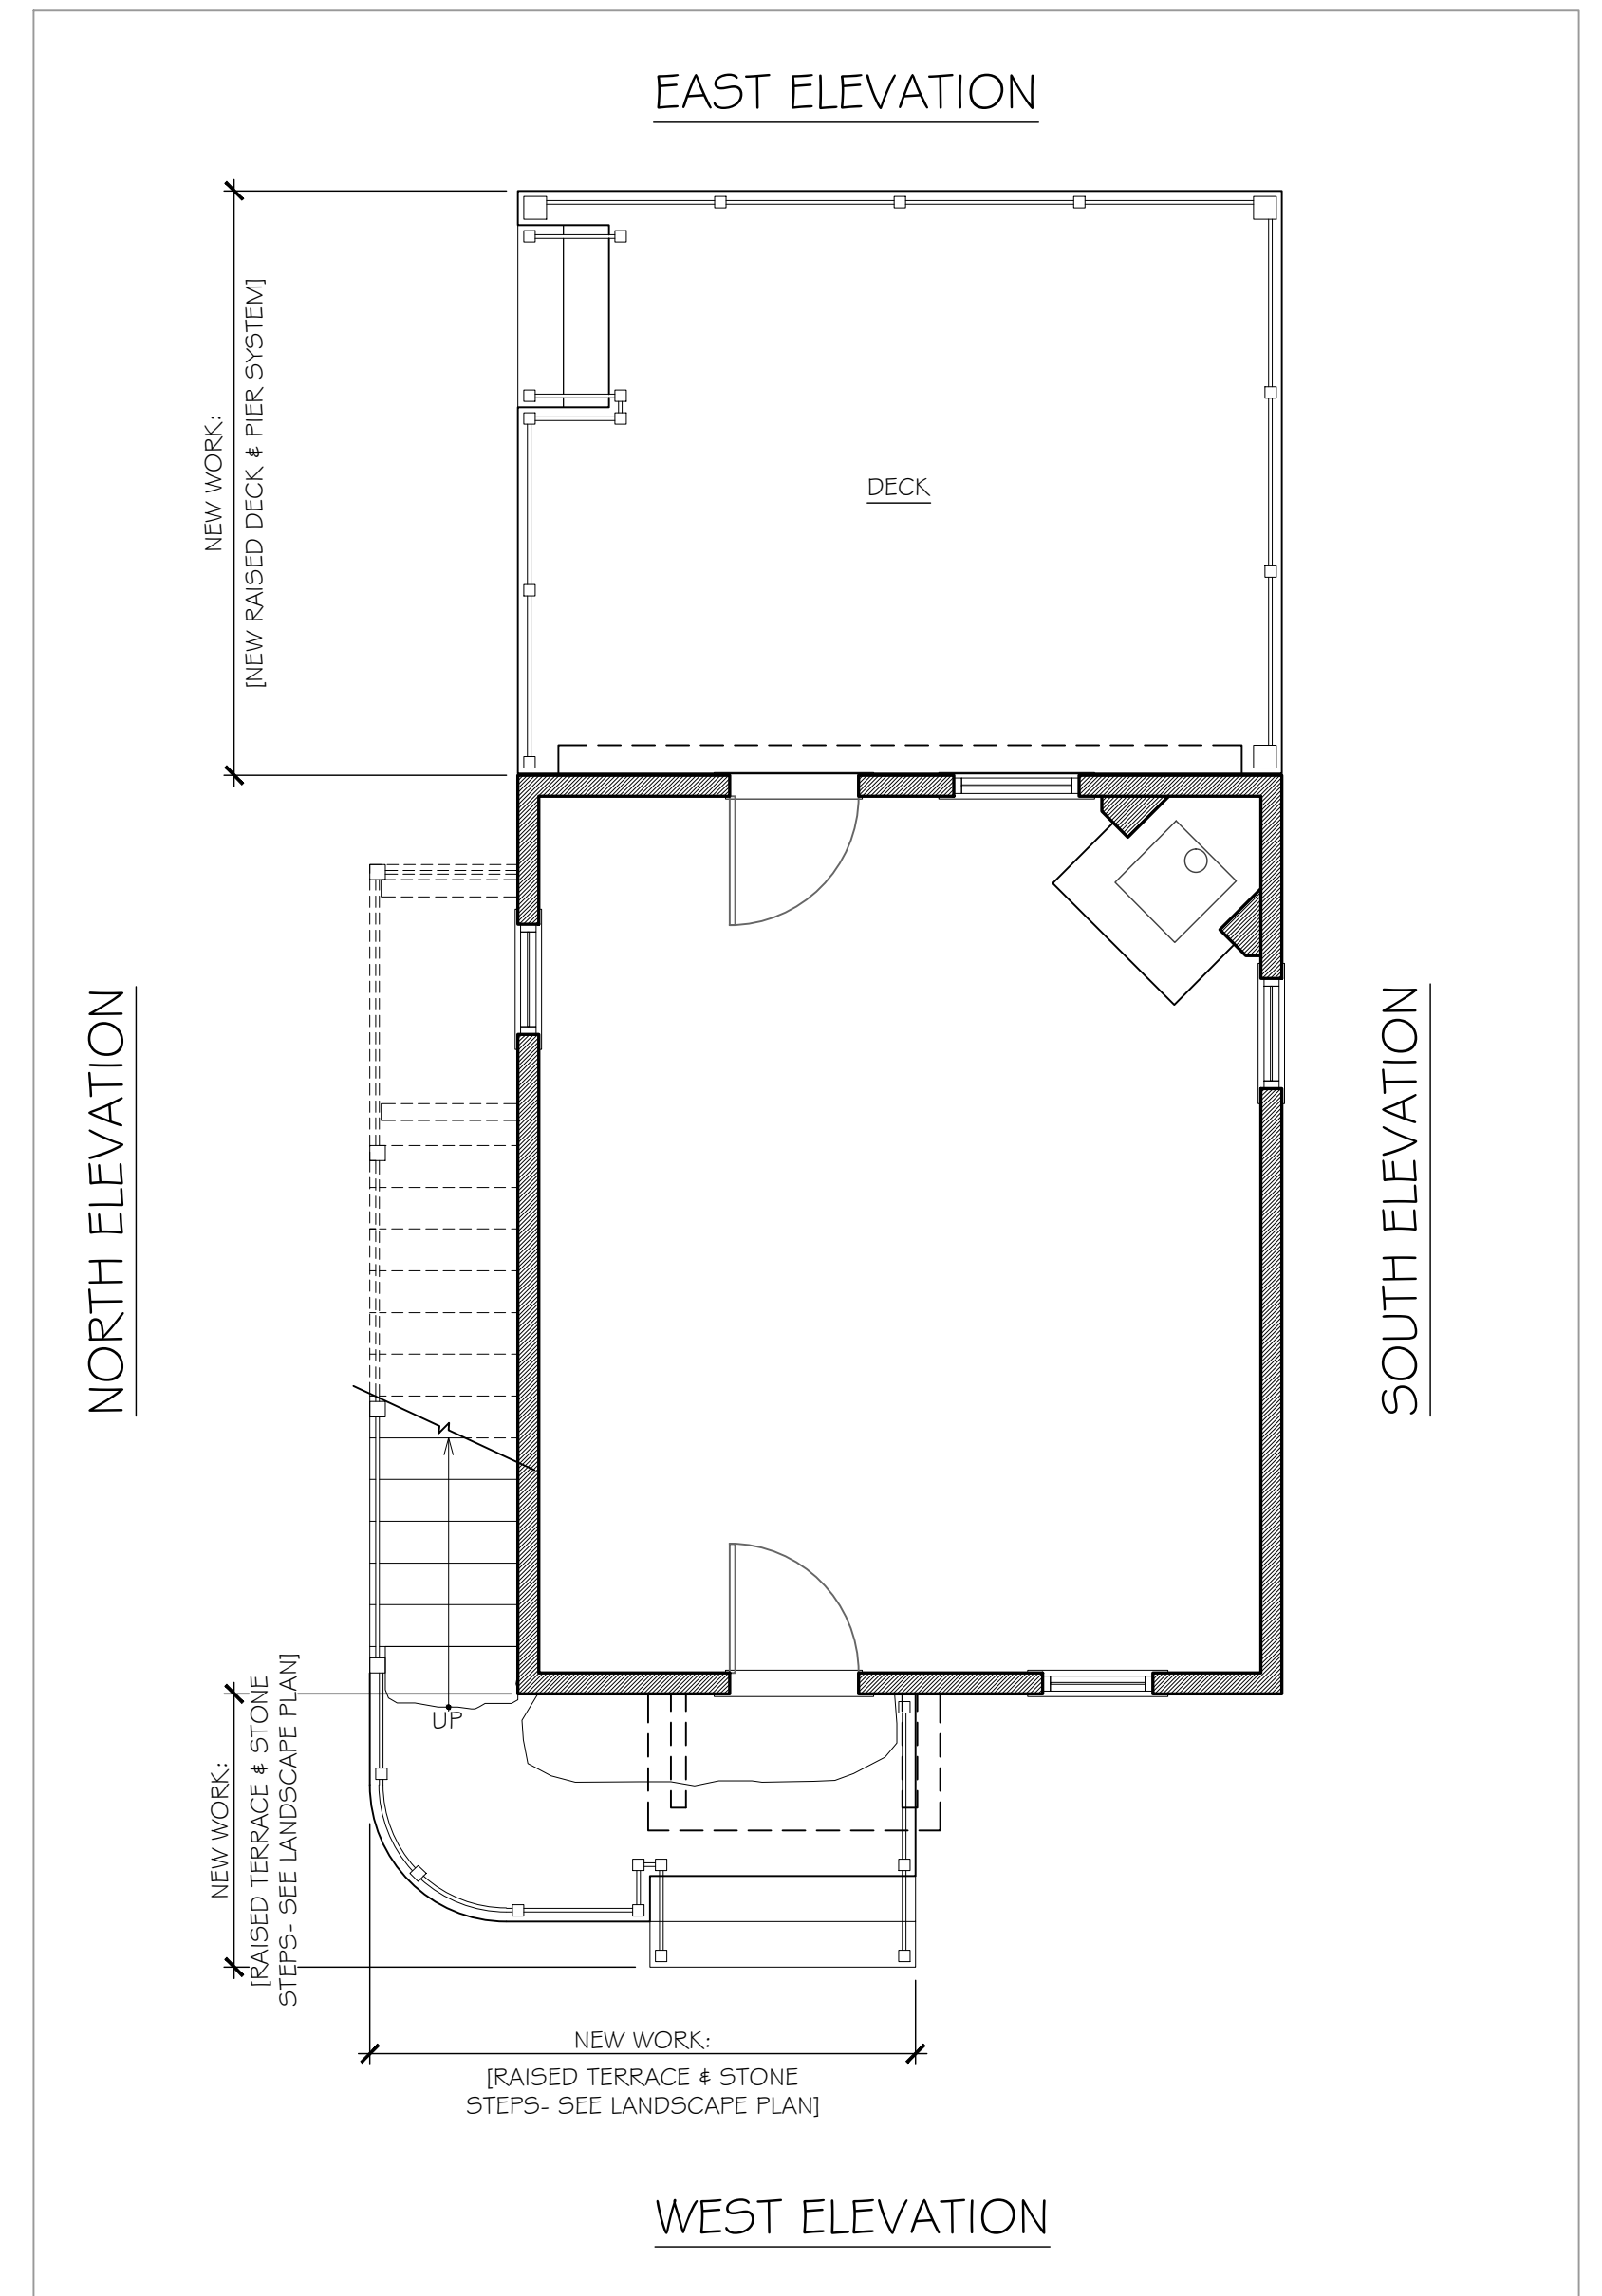 EAST ELEVATION
NEW WORK:
[NEW RAISED DECK & PIER SYSTEM]
DECK
NORTH ELEVATION
SOUTH ELEVATION
UP
NEW WORK:
[RAISED TERRACE & STONE
STEPS- SEE LANDSCAPE PLAN]
NEW WORK:
[RAISED TERRACE & STONE
STEPS- SEE LANDSCAPE PLAN]
WEST ELEVATION